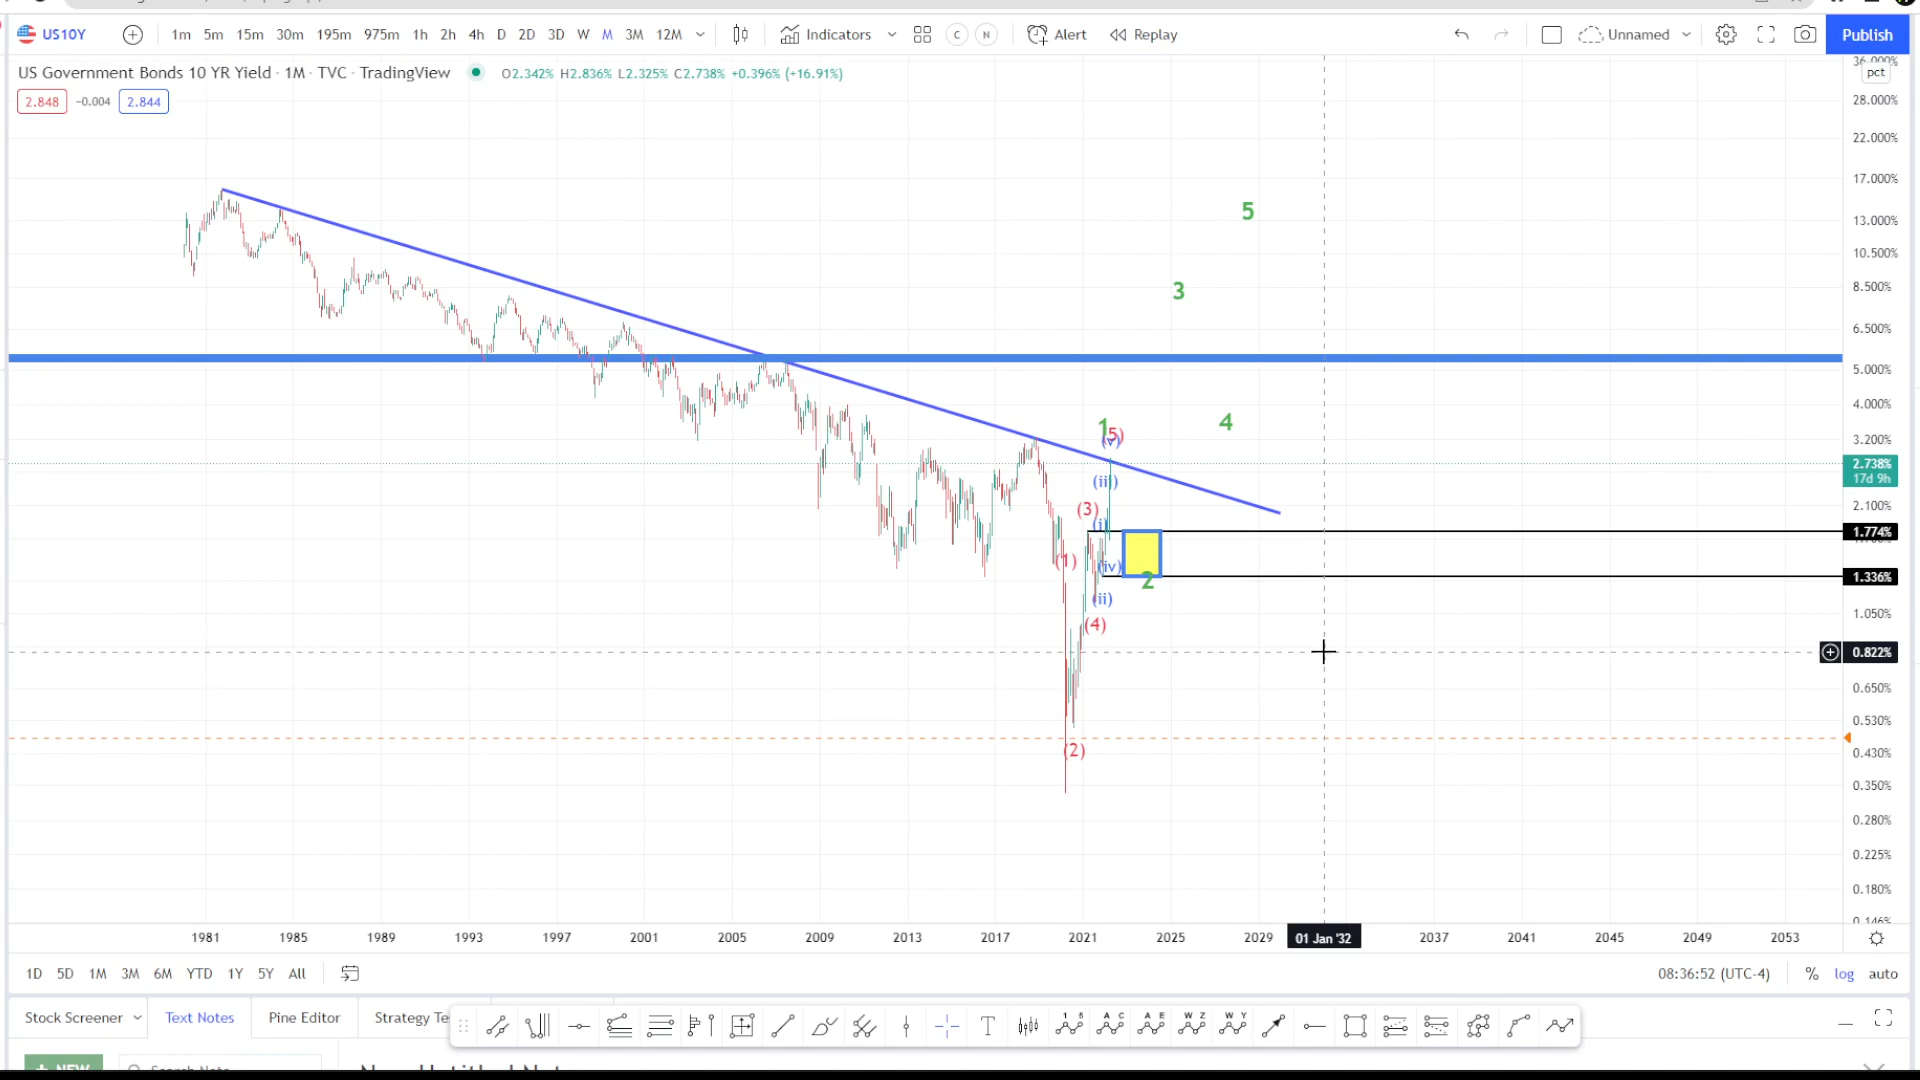 US10Y 1m 5m 15m 30m 195m 975m 1h 2h 4h D 2D 3D W M 3M 12M Indicators C N Alert Replay Unnamed Publish
US Government Bonds 10 YR Yield · 1M · TVC · TradingView O2.342% H2.836% L2.325% C2.738% +0.396% (+16.91%)
2.848 −0.004 2.844
36.000%
pct
28.000%
22.000%
17.000%
13.000%
10.500%
8.500%
6.500%
5.000%
4.000%
3.200%
2.738%
17d 9h
2.100%
1.774%
1.336%
1.050%
0.822%
0.650%
0.530%
0.430%
0.350%
0.280%
0.225%
0.180%
0.146%
5
3
4
1
(5)
(v)
(iii)
(3)
(i)
(1)
(iv)
2
(ii)
(4)
(2)
1981 1985 1989 1993 1997 2001 2005 2009 2013 2017 2021 2025 2029 01 Jan '32 2037 2041 2045 2049 2053
1D 5D 1M 3M 6M YTD 1Y 5Y All 08:36:52 (UTC-4) % log auto
Stock Screener Text Notes Pine Editor Strategy Te